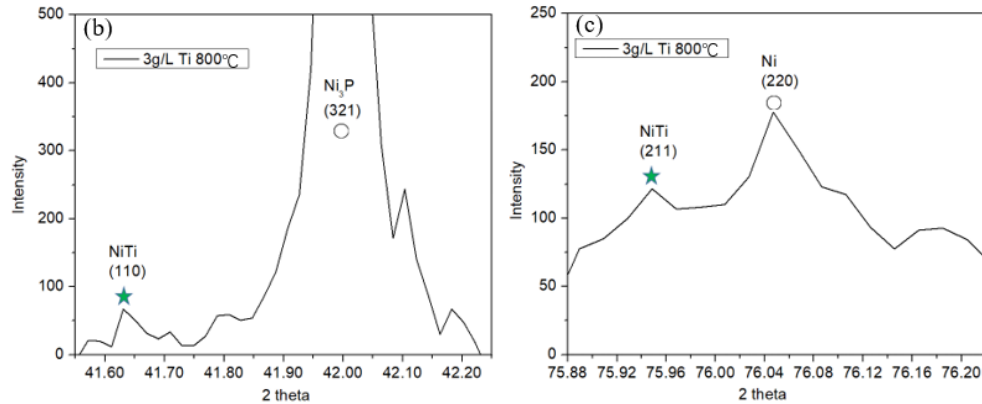 (b)
3g/L Ti 800℃
Ni₃P
(321)
NiTi
(110)
Intensity
500
400
300
200
100
0
41.60 41.70 41.80 41.90 42.00 42.10 42.20
2 theta
(c)
3g/L Ti 800℃
Ni
(220)
NiTi
(211)
Intensity
250
200
150
100
50
0
75.88 75.92 75.96 76.00 76.04 76.08 76.12 76.16 76.20
2 theta